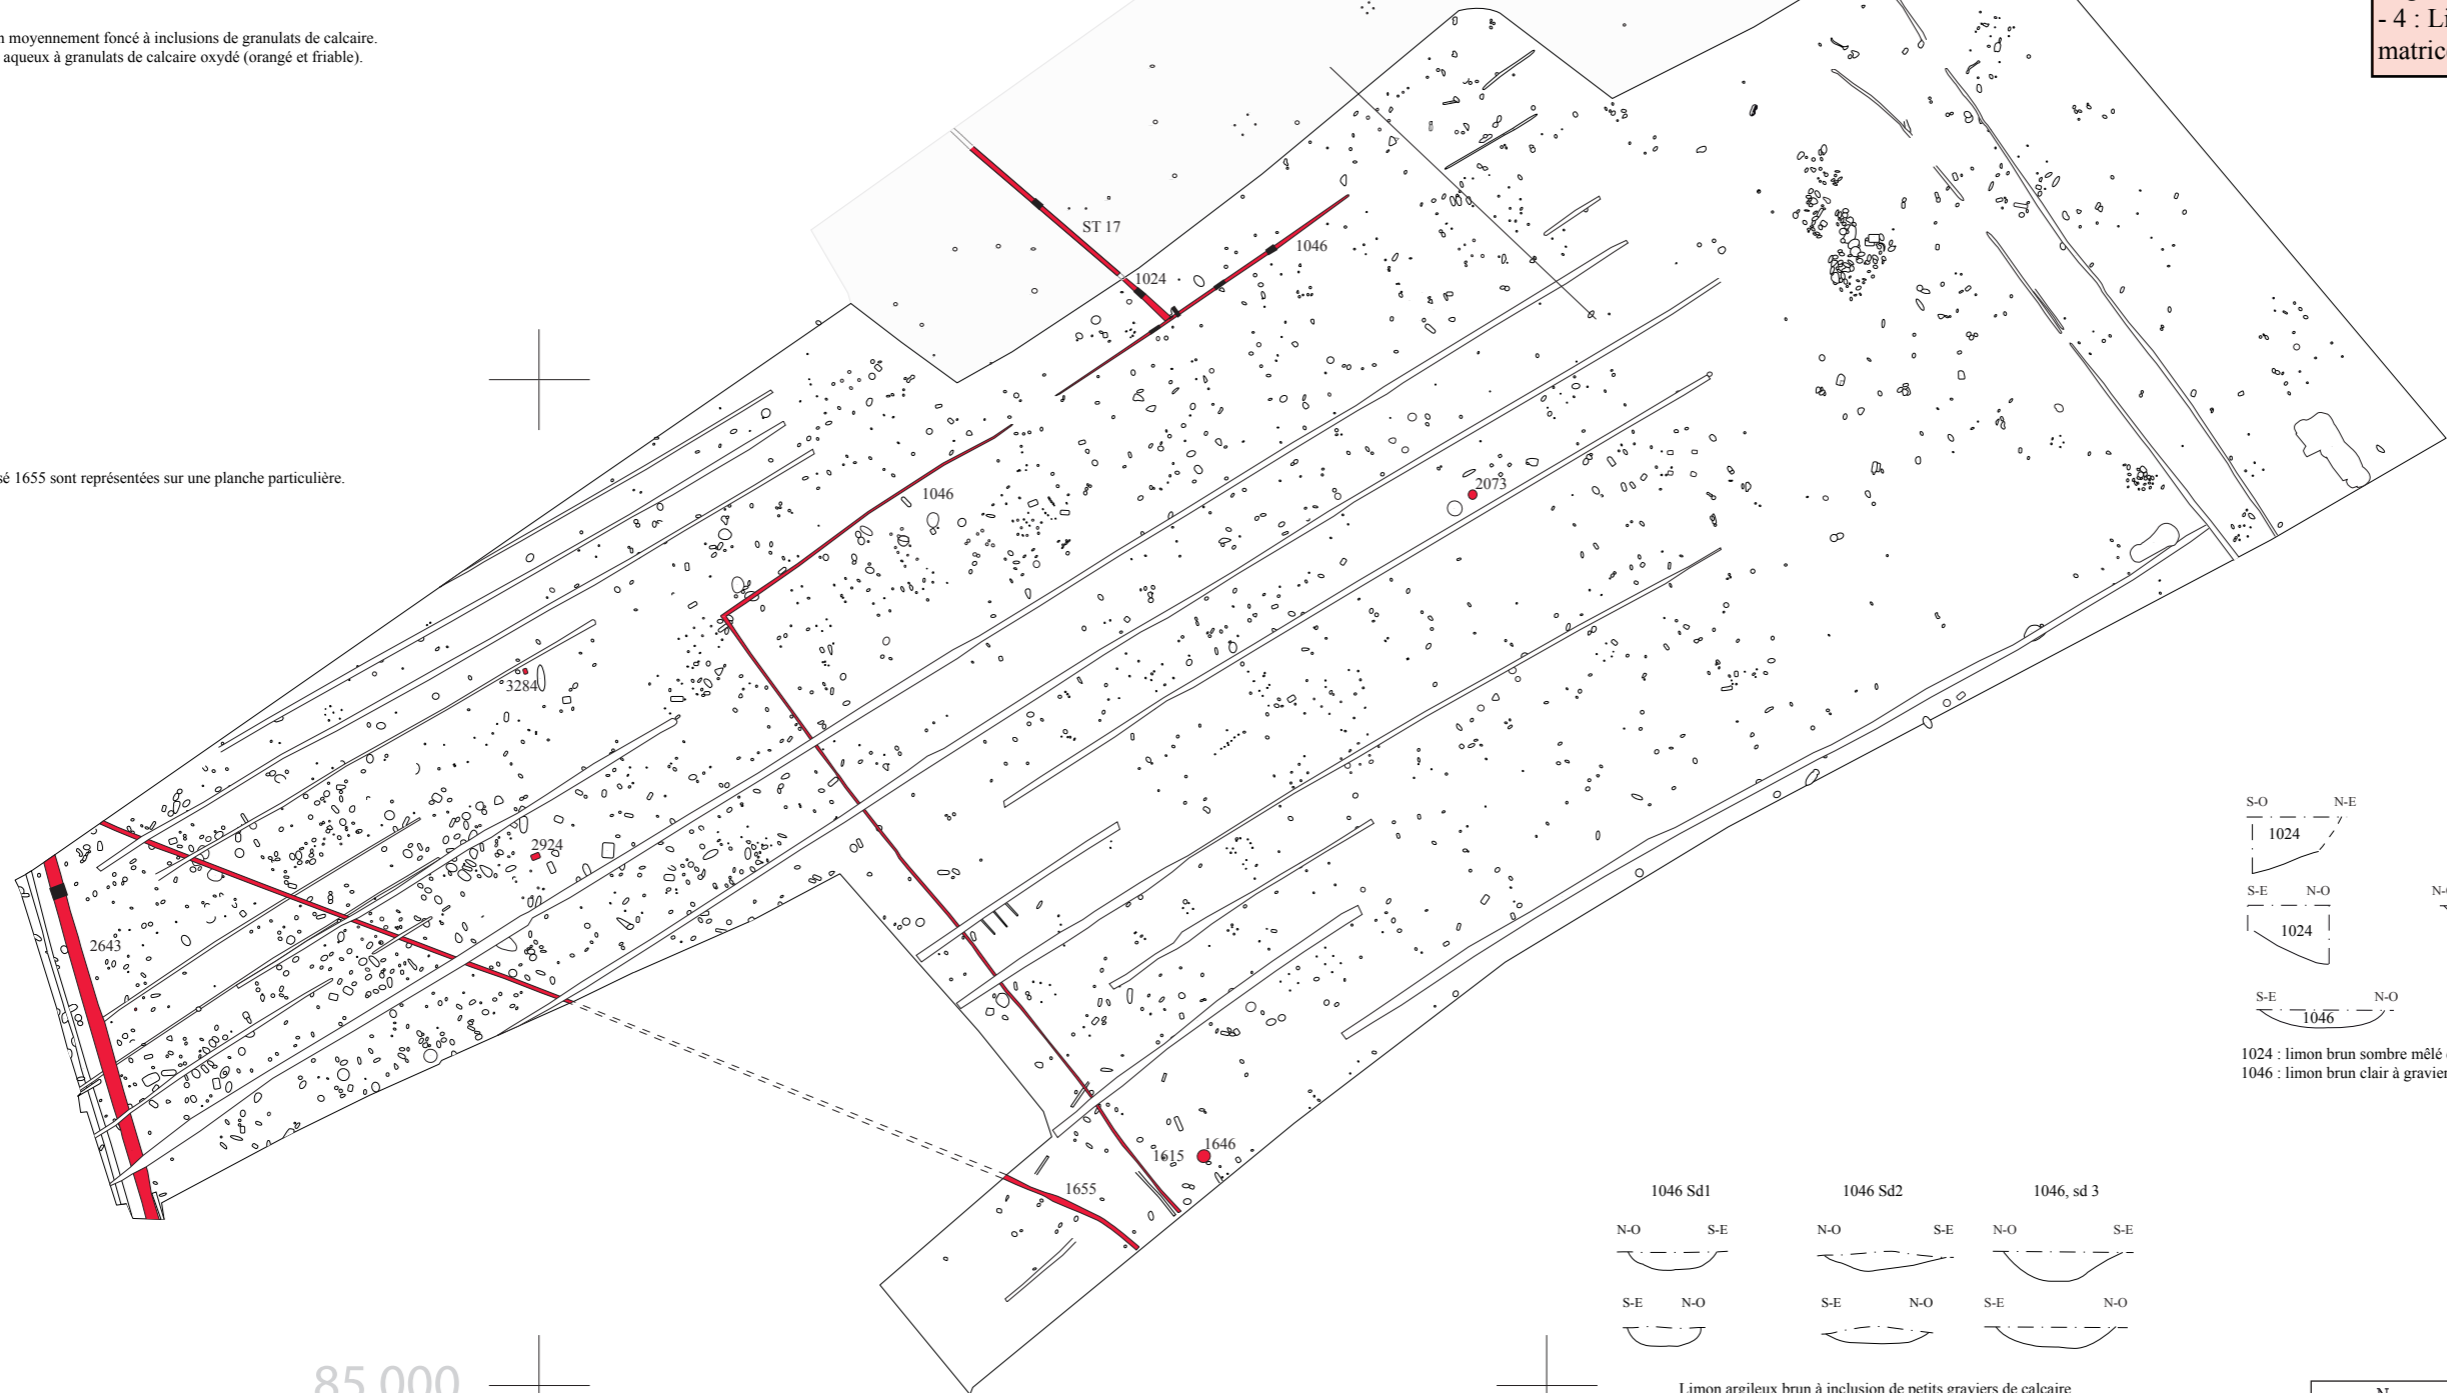 n moyennement foncé à inclusions de granulats de calcaire.
aqueux à granulats de calcaire oxydé (orangé et friable).
- 4 : Li
matric
ST 17
1046
1024
sé 1655 sont représentées sur une planche particulière.
1046
2073
3284
2924
2643
S-O N-E
1024
S-E N-O
1024
S-E N-O
1046
1024 : limon brun sombre mêlé
1046 : limon brun clair à gravier
1646
1615
1655
1046 Sd1 1046 Sd2 1046, sd 3
N-O S-E N-O S-E N-O S-E
S-E N-O S-E N-O S-E N-O
85 000
Limon argileux brun à inclusion de petits graviers de calcaire
N